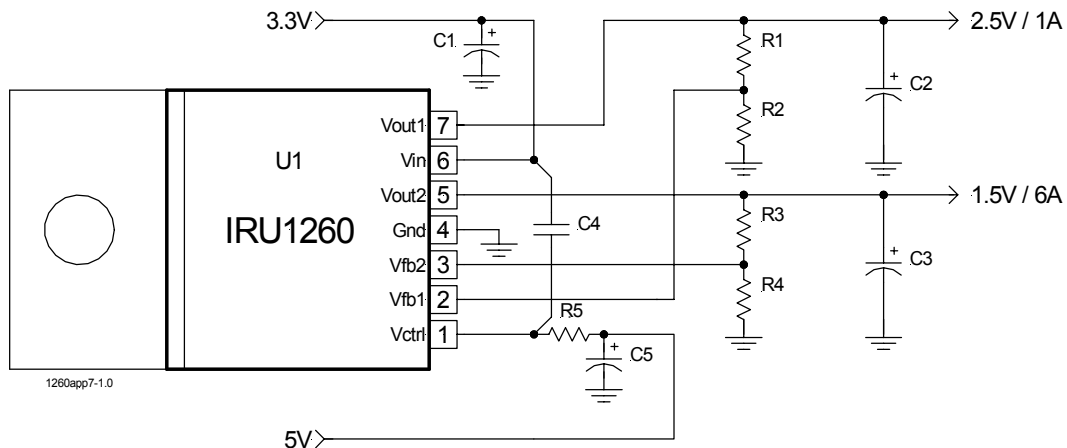 3.3V
C1
+
R1
2.5V / 1A
+
C2
R2
Vout1 7
U1
Vin 6
Vout2 5
1.5V / 6A
R3
IRU1260
Gnd 4
C4
+
C3
Vfb2 3
R4
Vfb1 2
R5
Vctrl 1
+
C5
1260app7-1.0
5V